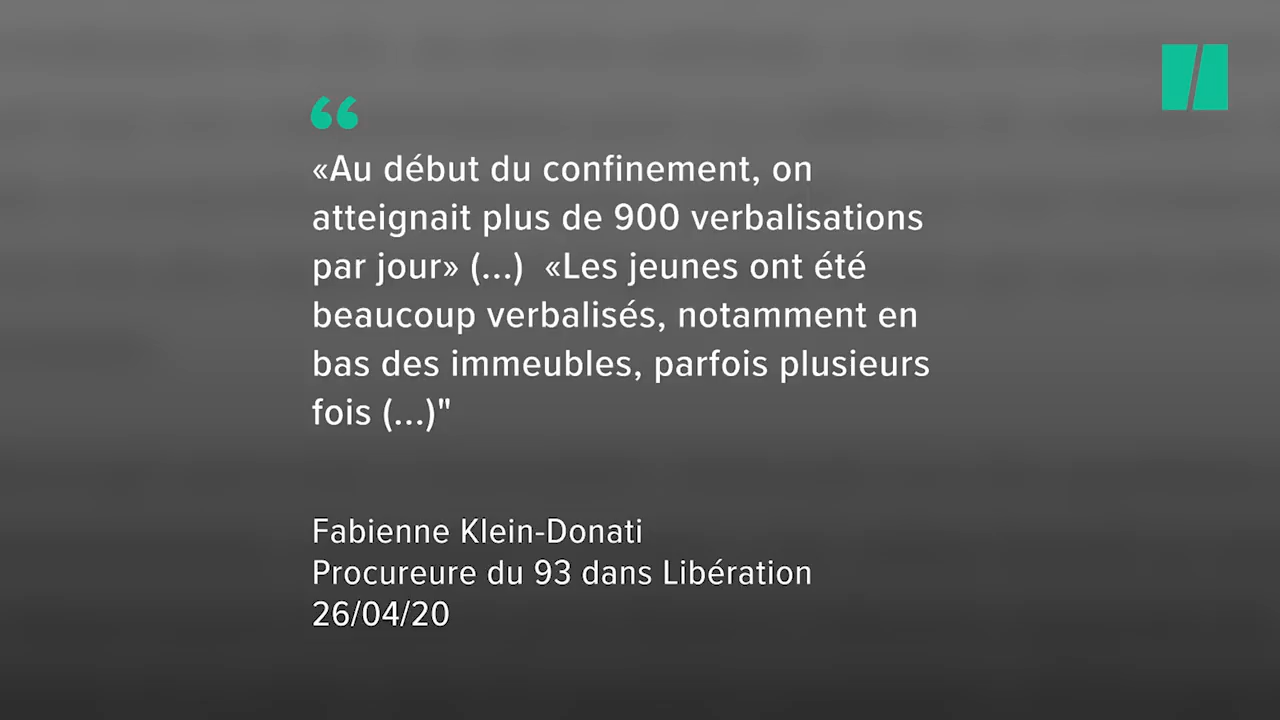 “
«Au début du confinement, on
atteignait plus de 900 verbalisations
par jour» (...)  «Les jeunes ont été
beaucoup verbalisés, notamment en
bas des immeubles, parfois plusieurs
fois (...)"
Fabienne Klein-Donati
Procureure du 93 dans Libération
26/04/20